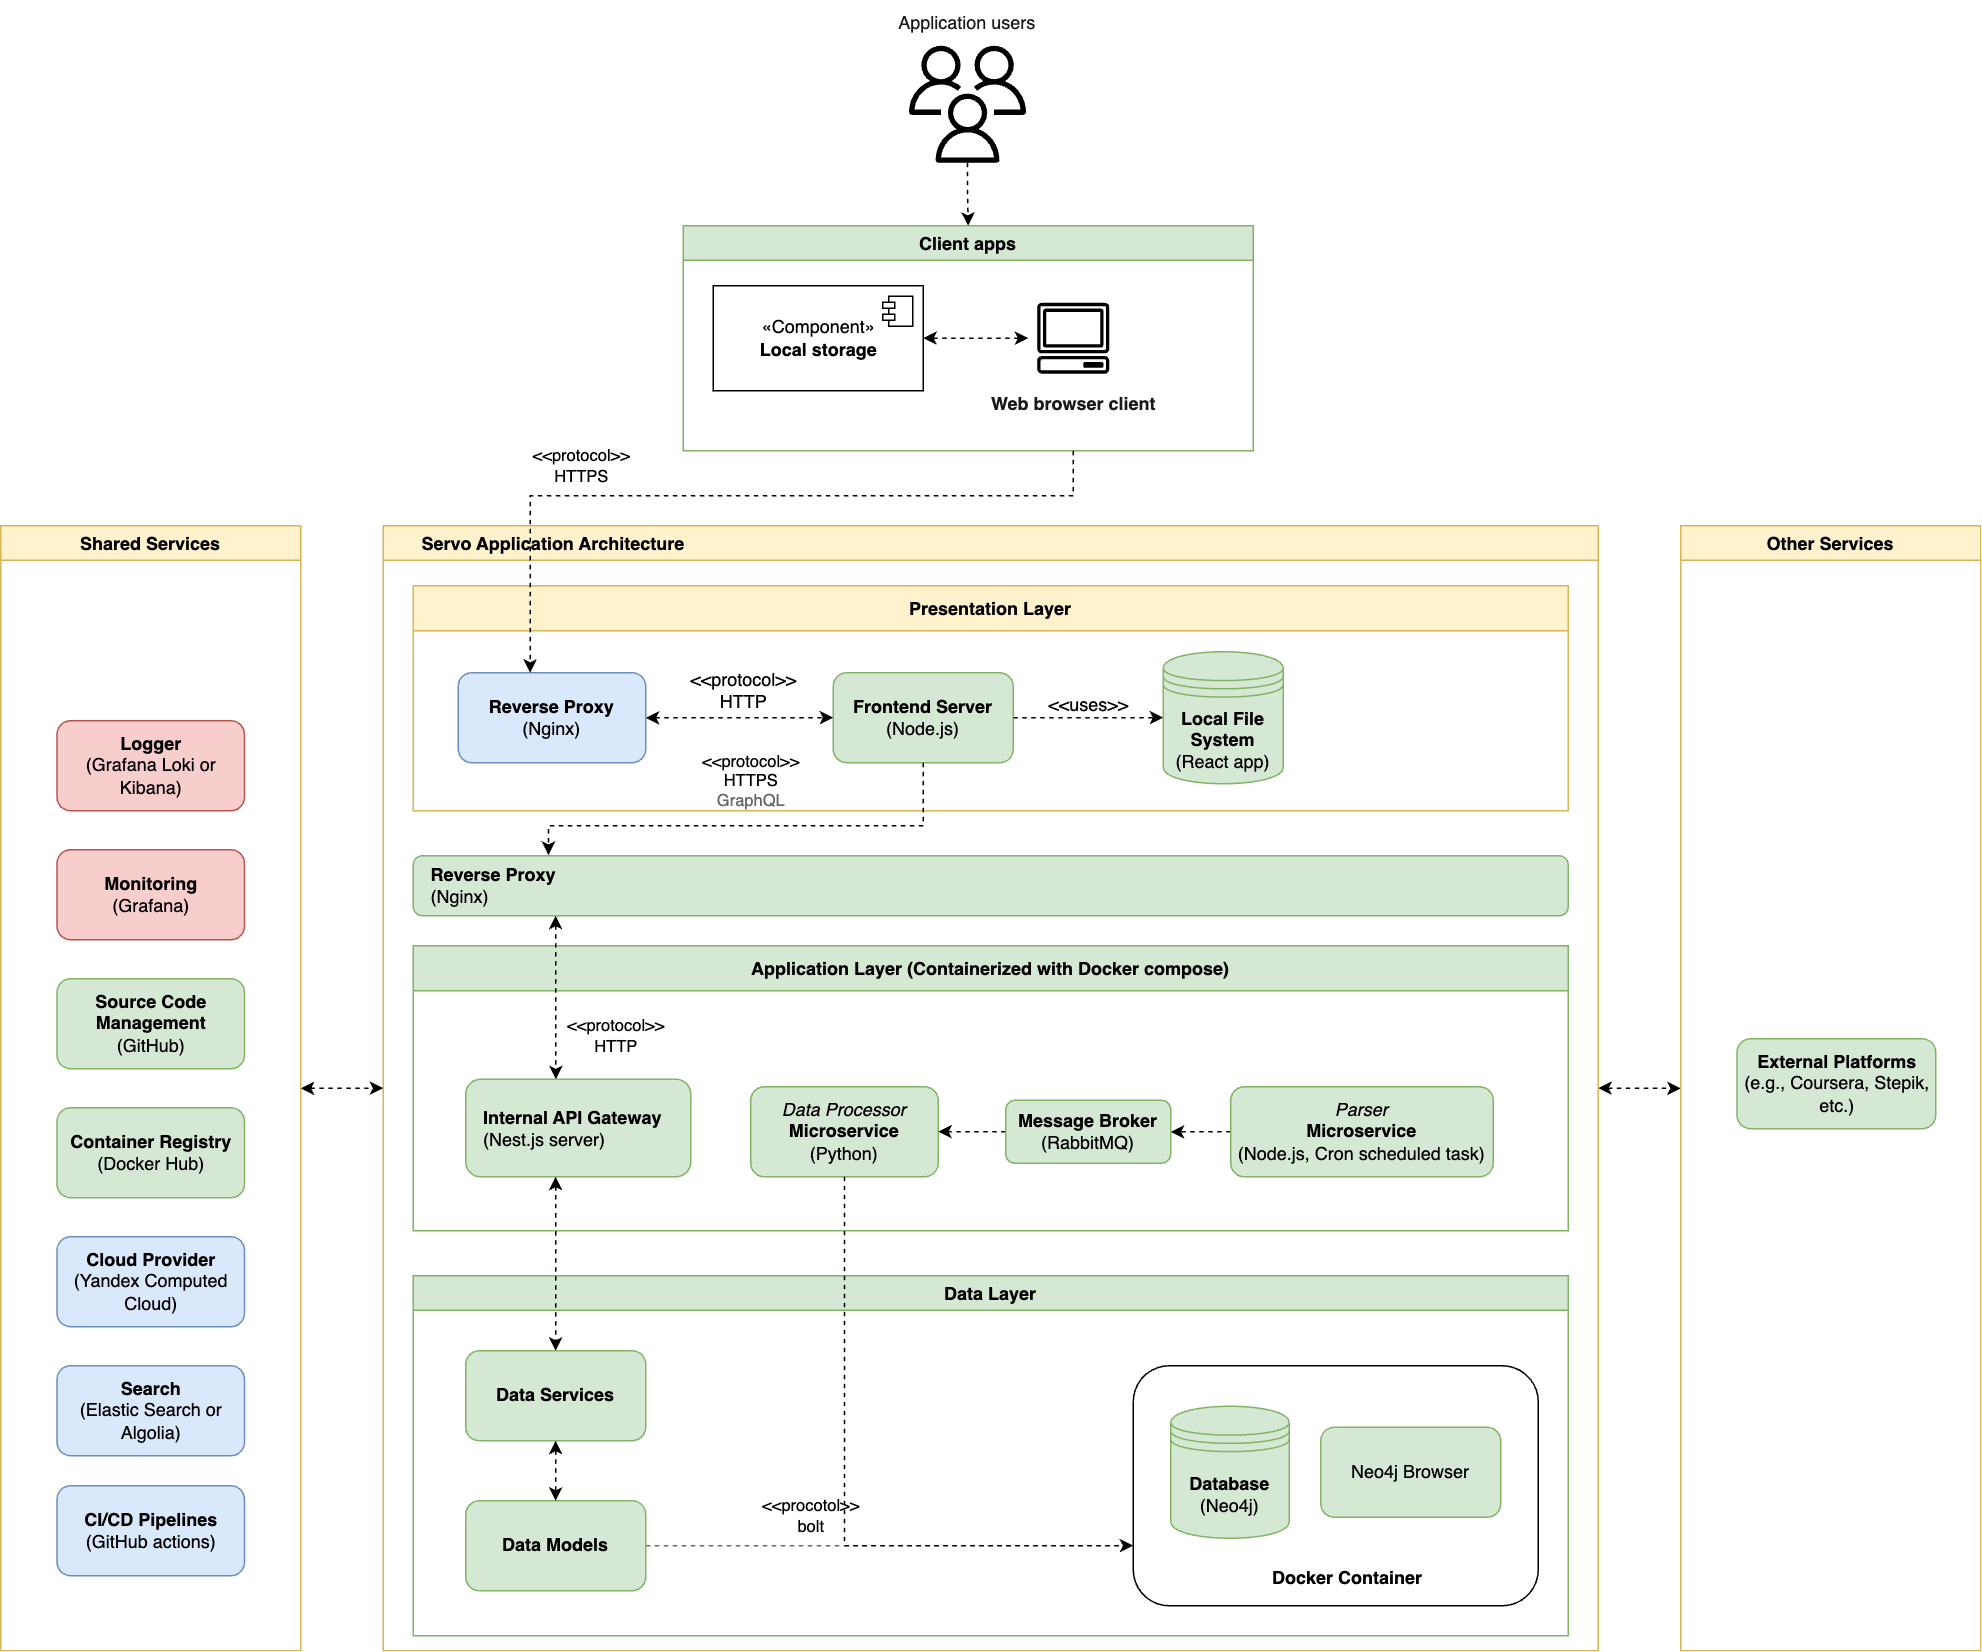 Application users
Client apps
«Component»
Local storage
Web browser client
<<protocol>>
HTTPS
Shared Services
Logger
(Grafana Loki or
Kibana)
Monitoring
(Grafana)
Source Code
Management
(GitHub)
Container Registry
(Docker Hub)
Cloud Provider
(Yandex Computed
Cloud)
Search
(Elastic Search or
Algolia)
CI/CD Pipelines
(GitHub actions)
Servo Application Architecture
Presentation Layer
Reverse Proxy
(Nginx)
<<protocol>>
HTTP
Frontend Server
(Node.js)
<<uses>>
Local File
System
(React app)
<<protocol>>
HTTPS
GraphQL
Reverse Proxy
(Nginx)
Application Layer (Containerized with Docker compose)
<<protocol>>
HTTP
Internal API Gateway
(Nest.js server)
Data Processor
Microservice
(Python)
Message Broker
(RabbitMQ)
Parser
Microservice
(Node.js, Cron scheduled task)
Data Layer
Data Services
Data Models
<<procotol>>
bolt
Database
(Neo4j)
Neo4j Browser
Docker Container
Other Services
External Platforms
(e.g., Coursera, Stepik,
etc.)